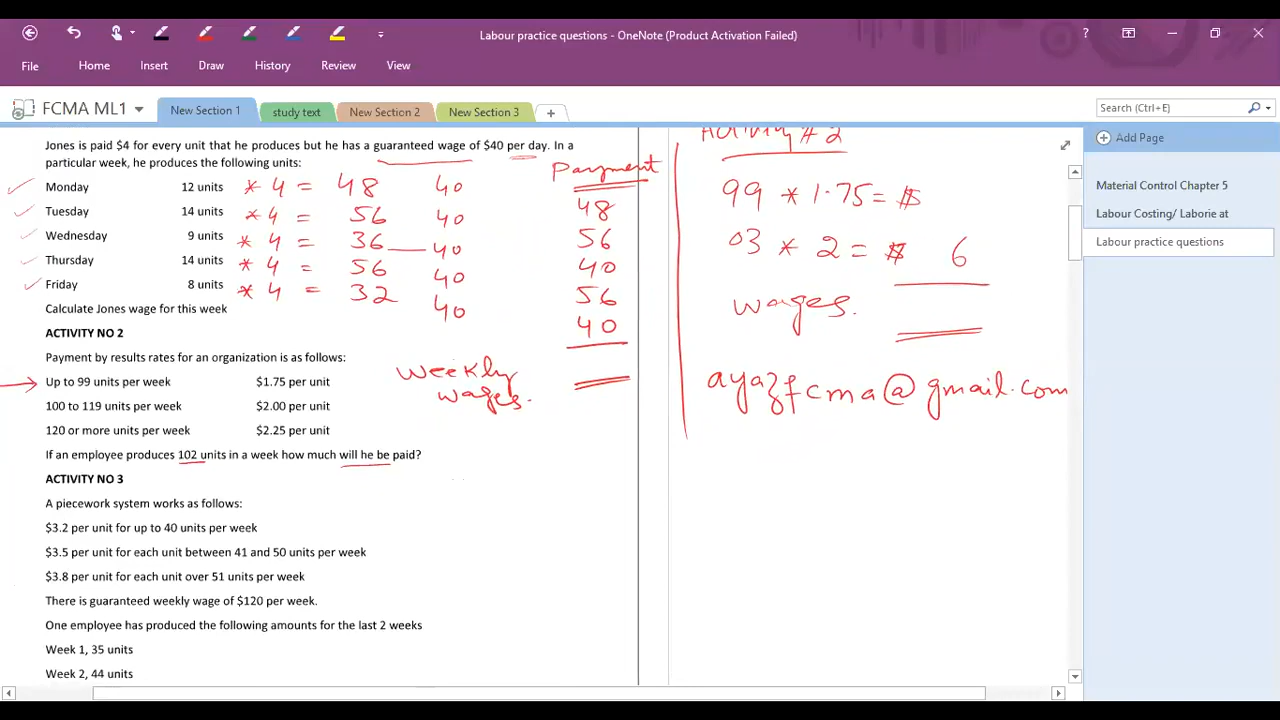 Labour practice questions - OneNote (Product Activation Failed)
File Home Insert Draw History Review View
FCMA ML1 New Section 1 study text New Section 2 New Section 3 Search (Ctrl+E)
Add Page
Material Control Chapter 5
Labour Costing/ Laborie at
Labour practice questions
Jones is paid $4 for every unit that he produces but he has a guaranteed wage of $40 per day. In a
particular week, he produces the following units:
Payment
Monday 12 units * 4 = 48 40 48
Tuesday 14 units * 4 = 56 40 56
Wednesday 9 units * 4 = 36 40 40
Thursday 14 units * 4 = 56 40 56
Friday 8 units * 4 = 32 40 40
Calculate Jones wage for this week
ACTIVITY NO 2
Payment by results rates for an organization is as follows:
Up to 99 units per week $1.75 per unit
weekly
wages.
100 to 119 units per week $2.00 per unit
120 or more units per week $2.25 per unit
If an employee produces 102 units in a week how much will he be paid?
ACTIVITY NO 3
A piecework system works as follows:
$3.2 per unit for up to 40 units per week
$3.5 per unit for each unit between 41 and 50 units per week
$3.8 per unit for each unit over 51 units per week
There is guaranteed weekly wage of $120 per week.
One employee has produced the following amounts for the last 2 weeks
Week 1, 35 units
Week 2, 44 units
Activity # 2
99 * 1.75 = $
03 * 2 = $ 6
wages.
ayazfcma@gmail.com